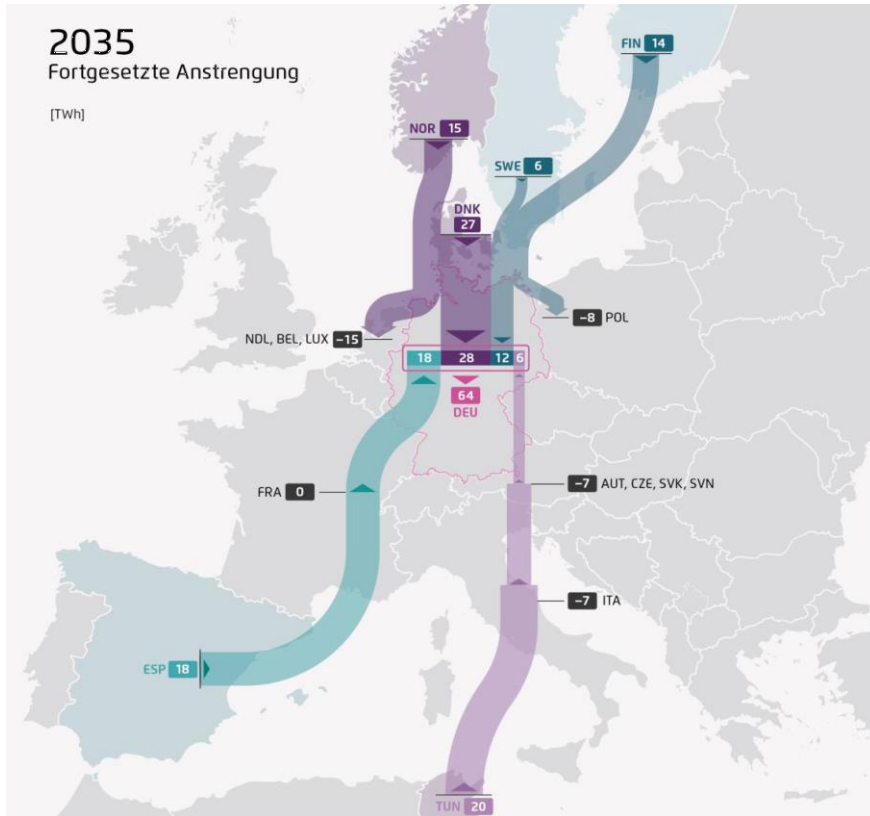 2035
Fortgesetzte Anstrengung
[TWh]
FIN 14
NOR 15
SWE 6
DNK
27
NDL, BEL, LUX −15
−8 POL
18 28 12 6
64
DEU
FRA 0
−7 AUT, CZE, SVK, SVN
−7 ITA
ESP 18
TUN 20